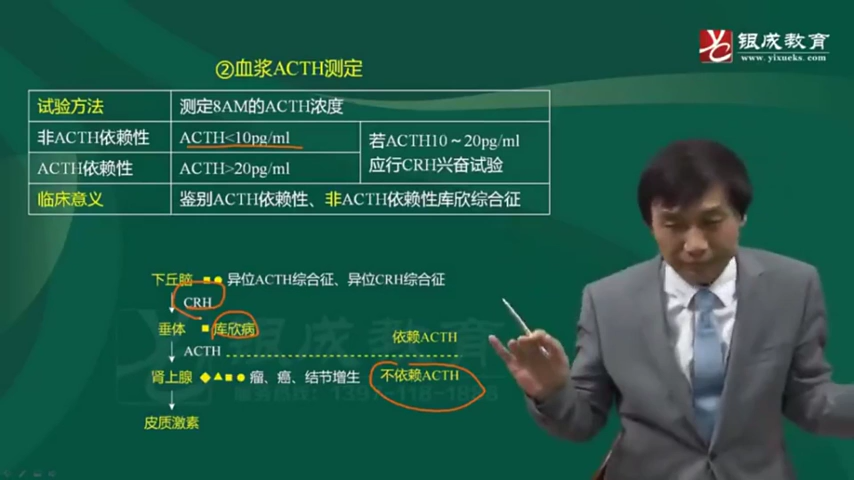 银成教育
www.yixueks.com
②血浆ACTH测定
试验方法 测定8AM的ACTH浓度
非ACTH依赖性 ACTH<10pg/ml 若ACTH10～20pg/ml
ACTH依赖性 ACTH>20pg/ml 应行CRH兴奋试验
临床意义 鉴别ACTH依赖性、非ACTH依赖性库欣综合征
下丘脑 异位ACTH综合征、异位CRH综合征
CRH
垂体 库欣病
依赖ACTH
ACTH
肾上腺 瘤、癌、结节增生 不依赖ACTH
皮质激素
银成教育